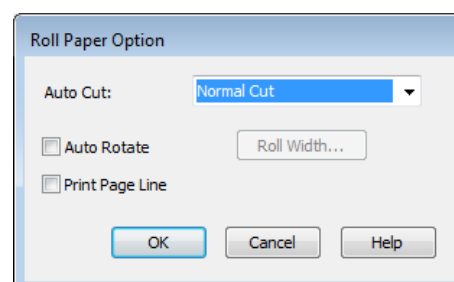 Roll Paper Option
Auto Cut: Normal Cut
Auto Rotate Roll Width...
Print Page Line
OK Cancel Help